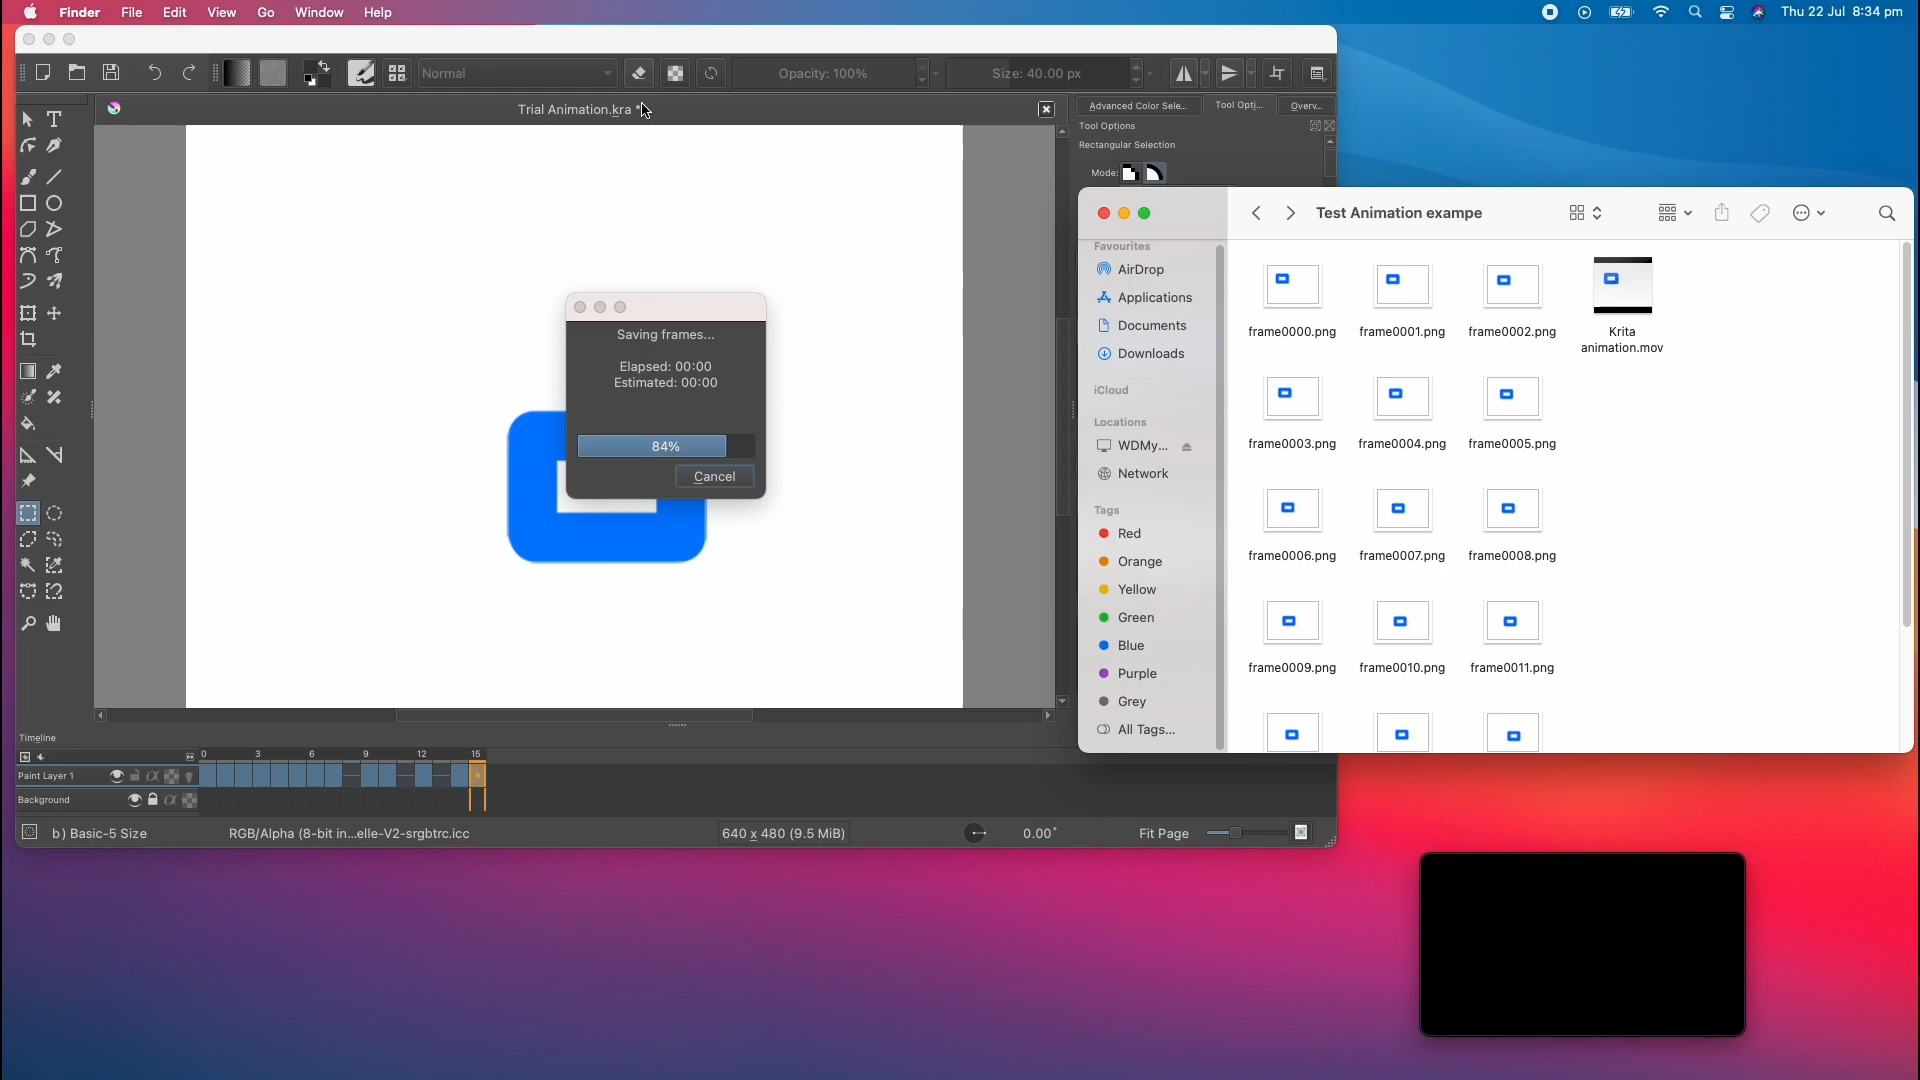 Finder File Edit View Go Window Help
Thu 22 Jul 8:34 pm
Normal
Opacity: 100%
Size: 40.00 px
Trial Animation.kra *
Advanced Color Sele...
Tool Opti...
Overv...
Tool Options
Rectangular Selection
Mode:
Saving frames...
Elapsed: 00:00
Estimated: 00:00
84%
Cancel
Test Animation exampe
Favourites
AirDrop
Applications
Documents
Downloads
iCloud
Locations
WDMy...
Network
Tags
Red
Orange
Yellow
Green
Blue
Purple
Grey
All Tags...
frame0000.png frame0001.png frame0002.png Krita
animation.mov
frame0003.png frame0004.png frame0005.png
frame0006.png frame0007.png frame0008.png
frame0009.png frame0010.png frame0011.png
Timeline
0 3 6 9 12 15
Paint Layer 1
Background
b) Basic-5 Size
RGB/Alpha (8-bit in...elle-V2-srgbtrc.icc
640 x 480 (9.5 MiB)
0.00°
Fit Page